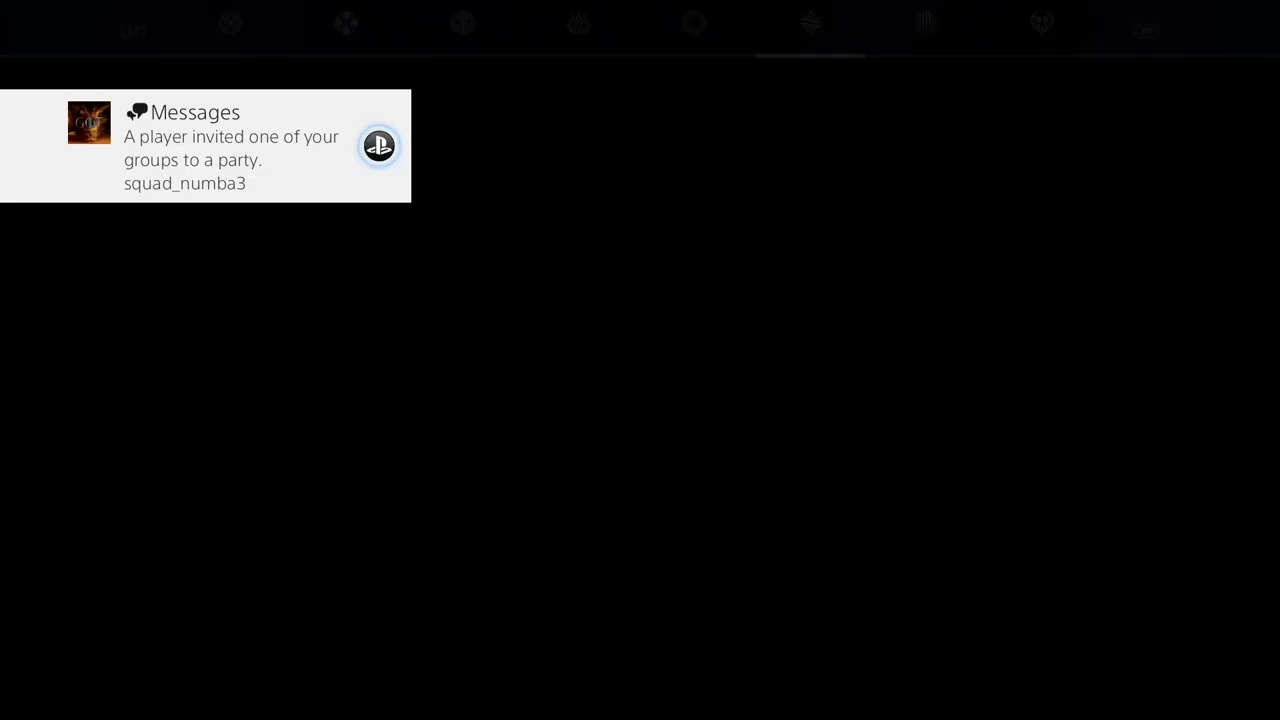 Messages
A player invited one of your
groups to a party.
squad_numba3